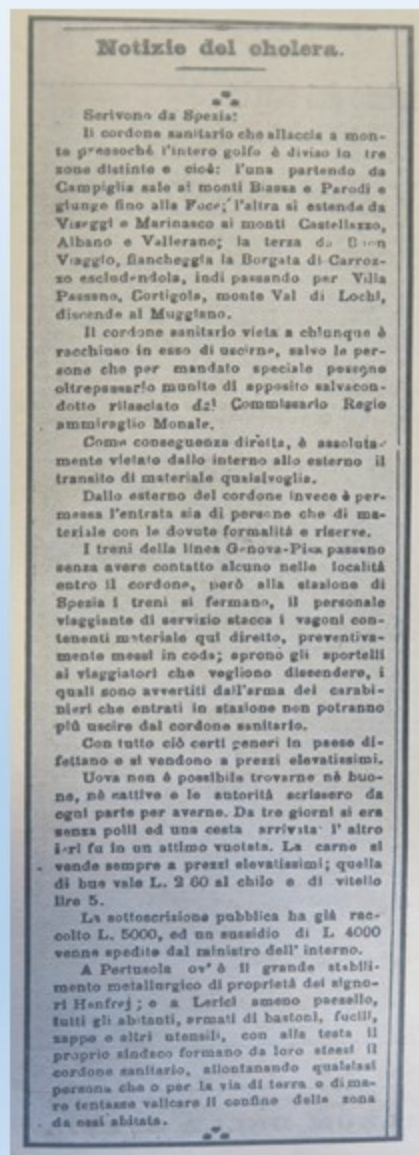 Notizie del cholera.
Scrivono da Spezia:
Il cordone sanitario che allaccia a mon-
te pressochè l'intero golfo è diviso in tre
zone distinte e cioè: l'una partendo da
Campiglia sale ai monti Biassa e Parodi e
giunge fino alla Foce; l'altra si estende da
Viseggi e Marinasco ai monti Castellazzo,
Albano e Vallerano; la terza da Buon
Viaggio, fiancheggia la Borgata di Carroz-
zo escludendola, indi passando per Villa
Passano, Cortigola, monte Val di Lochi,
discende al Muggiano.
Il cordone sanitario vieta a chiunque è
racchiuso in esso di uscirne, salvo le per-
sone che per mandato speciale possono
oltrepassarlo munite di apposito salvacon-
dotto rilasciato dal Commissario Regio
ammiraglio Monale.
Come conseguenza diretta, è assoluta-
mente vietato dallo interno allo esterno il
transito di materiale qualsivoglia.
Dallo esterno del cordone invece è per-
messa l'entrata sia di persone che di ma-
teriale con le dovute formalità e riserve.
I treni della linea Genova-Pisa passano
senza avere contatto alcuno nelle località
entro il cordone, però alla stazione di
Spezia i treni si fermano, il personale
viaggiante di servizio stacca i vagoni con-
tenenti materiale qui diretto, preventiva-
mente messi in coda; aprono gli sportelli
ai viaggiatori che vogliono discendere, i
quali sono avvertiti dall'arma dei carabi-
nieri che entrati in stazione non potranno
più uscire dal cordone sanitario.
Con tutto ciò certi generi in paese di-
fettano e si vendono a prezzi elevatissimi.
Uova non è possibile trovarne nè buo-
ne, nè cattive e le autorità scrissero da
ogni parte per averne. Da tre giorni si era
senza polli ed una cesta arrivata l'altro
ieri fu in un attimo vuotata. La carne si
vende sempre a prezzi elevatissimi; quella
di bue vale L. 2 60 al chilo e di vitello
lire 5.
La sottoscrizione pubblica ha già rac-
colto L. 5000, ed un sussidio di L 4000
venne spedito dal ministro dell' interno.
A Pertusola ov' è il grande stabili-
mento metallurgico di proprietà dei signo-
ri Henfrej; e a Lerici ameno paesello,
tutti gli abitanti, armati di bastoni, fucili,
zappe e altri utensili, con alla testa il
proprio sindaco formano da loro stessi il
cordone sanitario, allontanando qualsiasi
persona che o per la via di terra o di ma-
re tentasse valicare il confine della zona
da essi abitata.